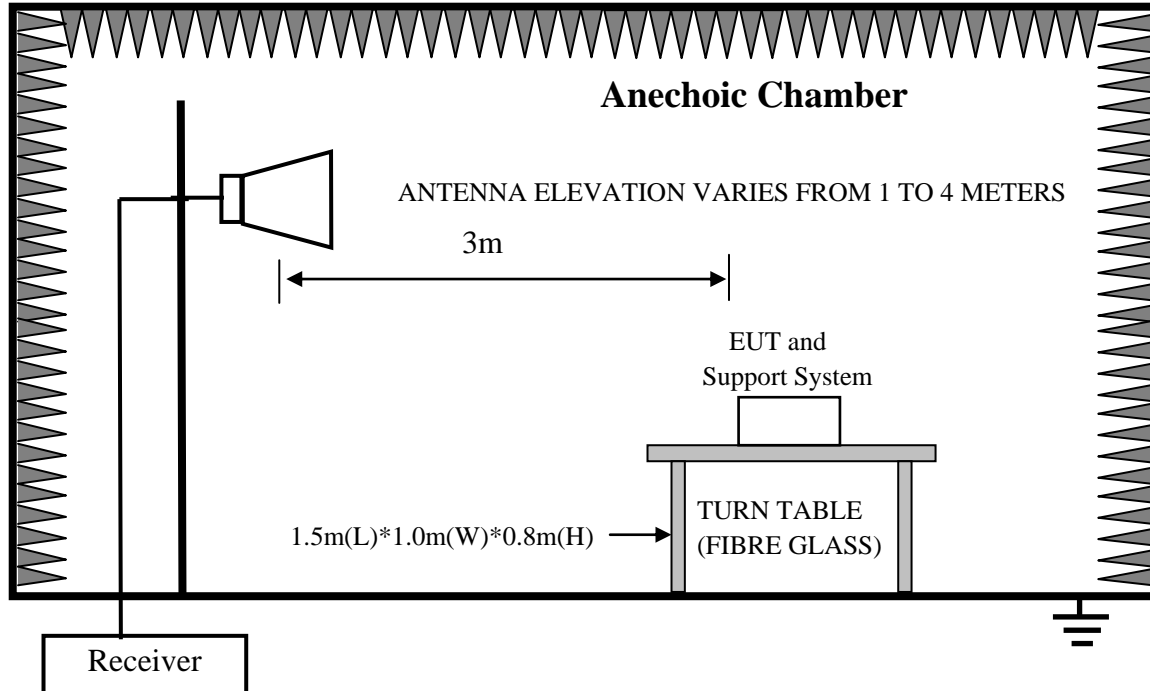 Anechoic Chamber
ANTENNA ELEVATION VARIES FROM 1 TO 4 METERS
3m
EUT and
Support System
1.5m(L)*1.0m(W)*0.8m(H)
TURN TABLE
(FIBRE GLASS)
Receiver